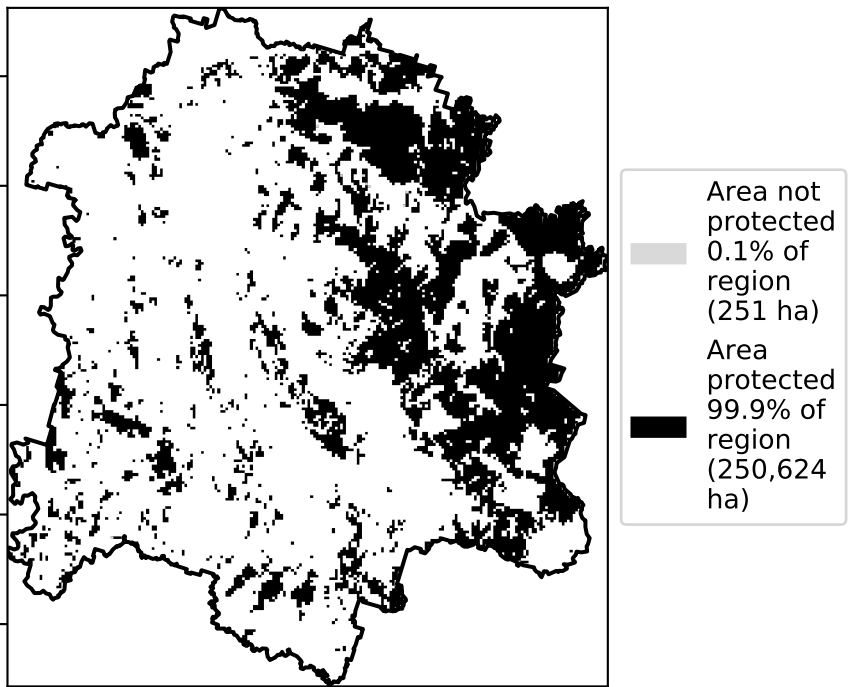 Area not
protected
0.1% of
region
(251 ha)
Area
protected
99.9% of
region
(250,624
ha)